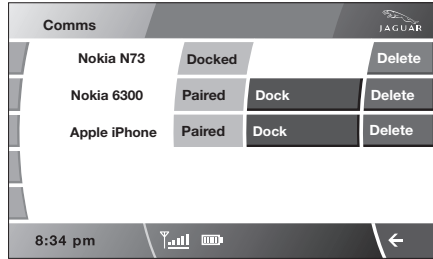 Comms JAGUAR
Nokia N73 Docked Delete
Nokia 6300 Paired Dock Delete
Apple iPhone Paired Dock Delete
8:34 pm